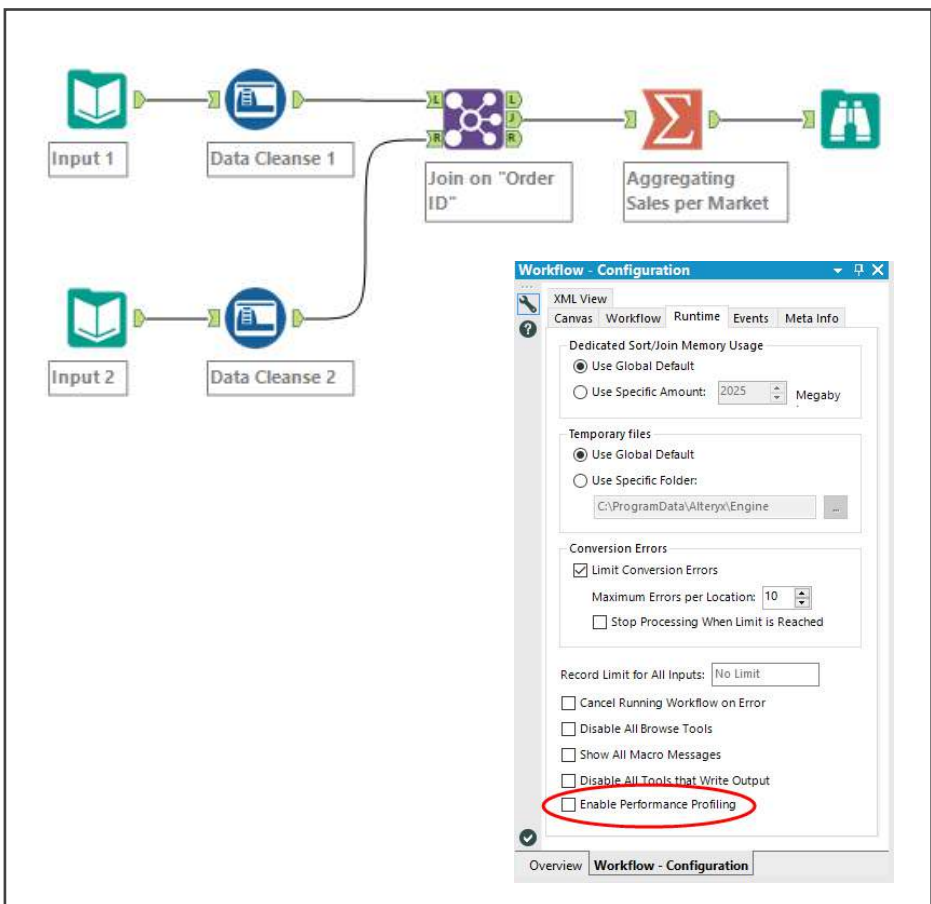 Input 1
Data Cleanse 1
L
R
L
J
R
Join on "Order
ID"
Aggregating
Sales per Market
Input 2
Data Cleanse 2
Workflow - Configuration
XML View
Canvas Workflow Runtime Events Meta Info
Dedicated Sort/Join Memory Usage
Use Global Default
Use Specific Amount: 2025 Megaby
Temporary files
Use Global Default
Use Specific Folder:
C:\ProgramData\Alteryx\Engine ...
Conversion Errors
Limit Conversion Errors
Maximum Errors per Location: 10
Stop Processing When Limit is Reached
Record Limit for All Inputs: No Limit
Cancel Running Workflow on Error
Disable All Browse Tools
Show All Macro Messages
Disable All Tools that Write Output
Enable Performance Profiling
Overview Workflow - Configuration